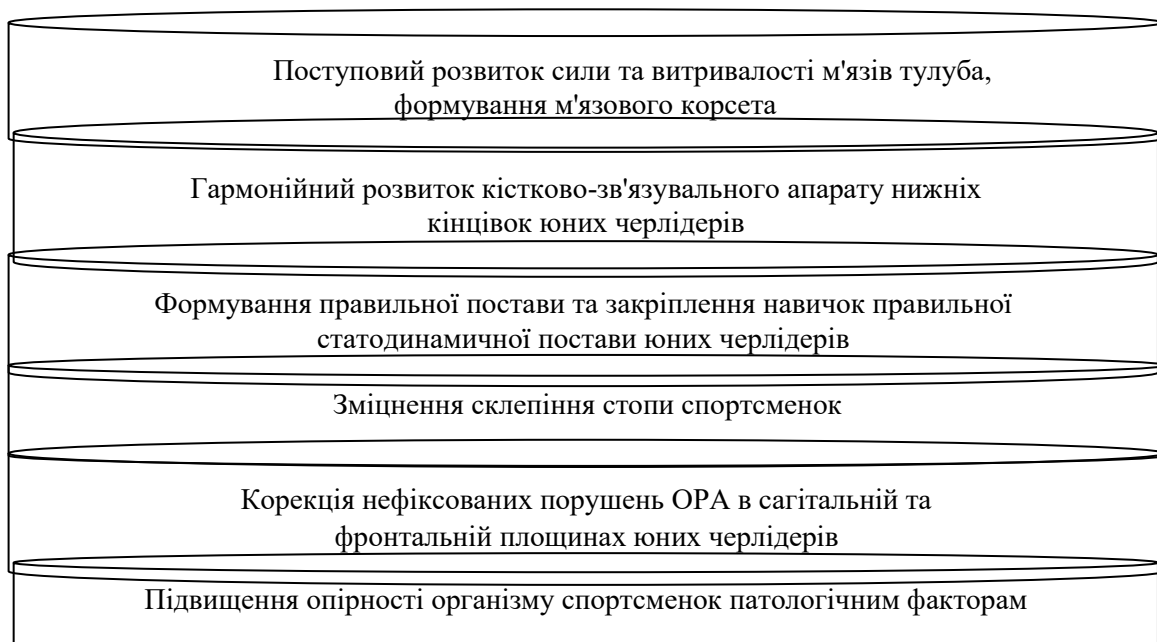 Поступовий розвиток сили та витривалості м'язів тулуба,
формування м'язового корсета
Гармонійний розвиток кістково-зв'язувального апарату нижніх
кінцівок юних черлідерів
Формування правильної постави та закріплення навичок правильної
статодинамичної постави юних черлідерів
Зміцнення склепіння стопи спортсменок
Корекція нефіксованих порушень ОРА в сагітальній та
фронтальній площинах юних черлідерів
Підвищення опірності організму спортсменок патологічним факторам